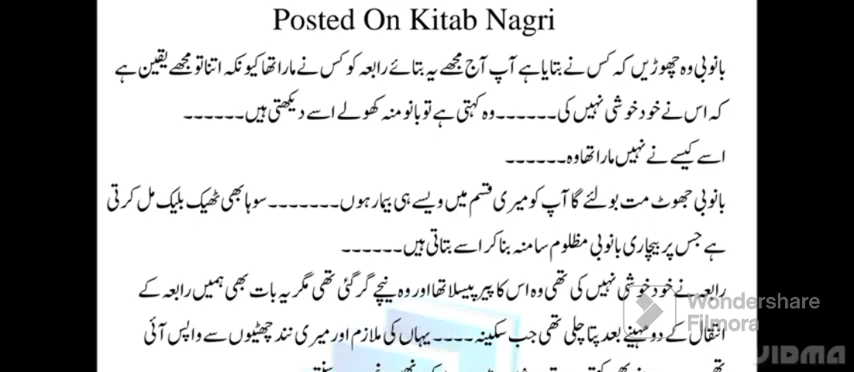 Posted On Kitab Nagri
بانو بی وہ چھوڑیں کہ کس نے بتایا ہے آپ آج مجھے یہ بتائے رابعہ کو کس نے مارا تھا کیونکہ اتنا تو مجھے یقین ہے
کہ اس نے خود خوشی نہیں کی۔۔۔۔۔۔ وہ کہتی ہے تو بانو منہ کھولے اسے دیکھتی ہیں۔۔۔۔۔۔
اسے کیسے نے نہیں مارا تھا وہ۔۔۔۔۔۔
بانو بی جھوٹ مت بولئے گا آپ کو میری قسم میں ویسے ہی بیمار ہوں۔۔۔۔۔۔۔ سوہا بھی ٹھیک بلیک مل کرتی
ہے جس پر بیچاری بانو بی مظلوم سا منہ بنا کر اسے بتاتی ہیں۔۔۔۔۔۔
رابعہ نے خود خوشی نہیں کی تھی وہ اس کا پیر پیسلا تھا اور وہ نیچے گر گئی تھی مگر یہ بات بھی ہمیں رابعہ کے
انتقال کے دو مہینے بعد پتا چلی تھی جب سکینہ۔۔۔۔ یہاں کی ملازم اور میری نند چھٹیوں سے واپس آئی
Wondershare
Filmora
VIDMA